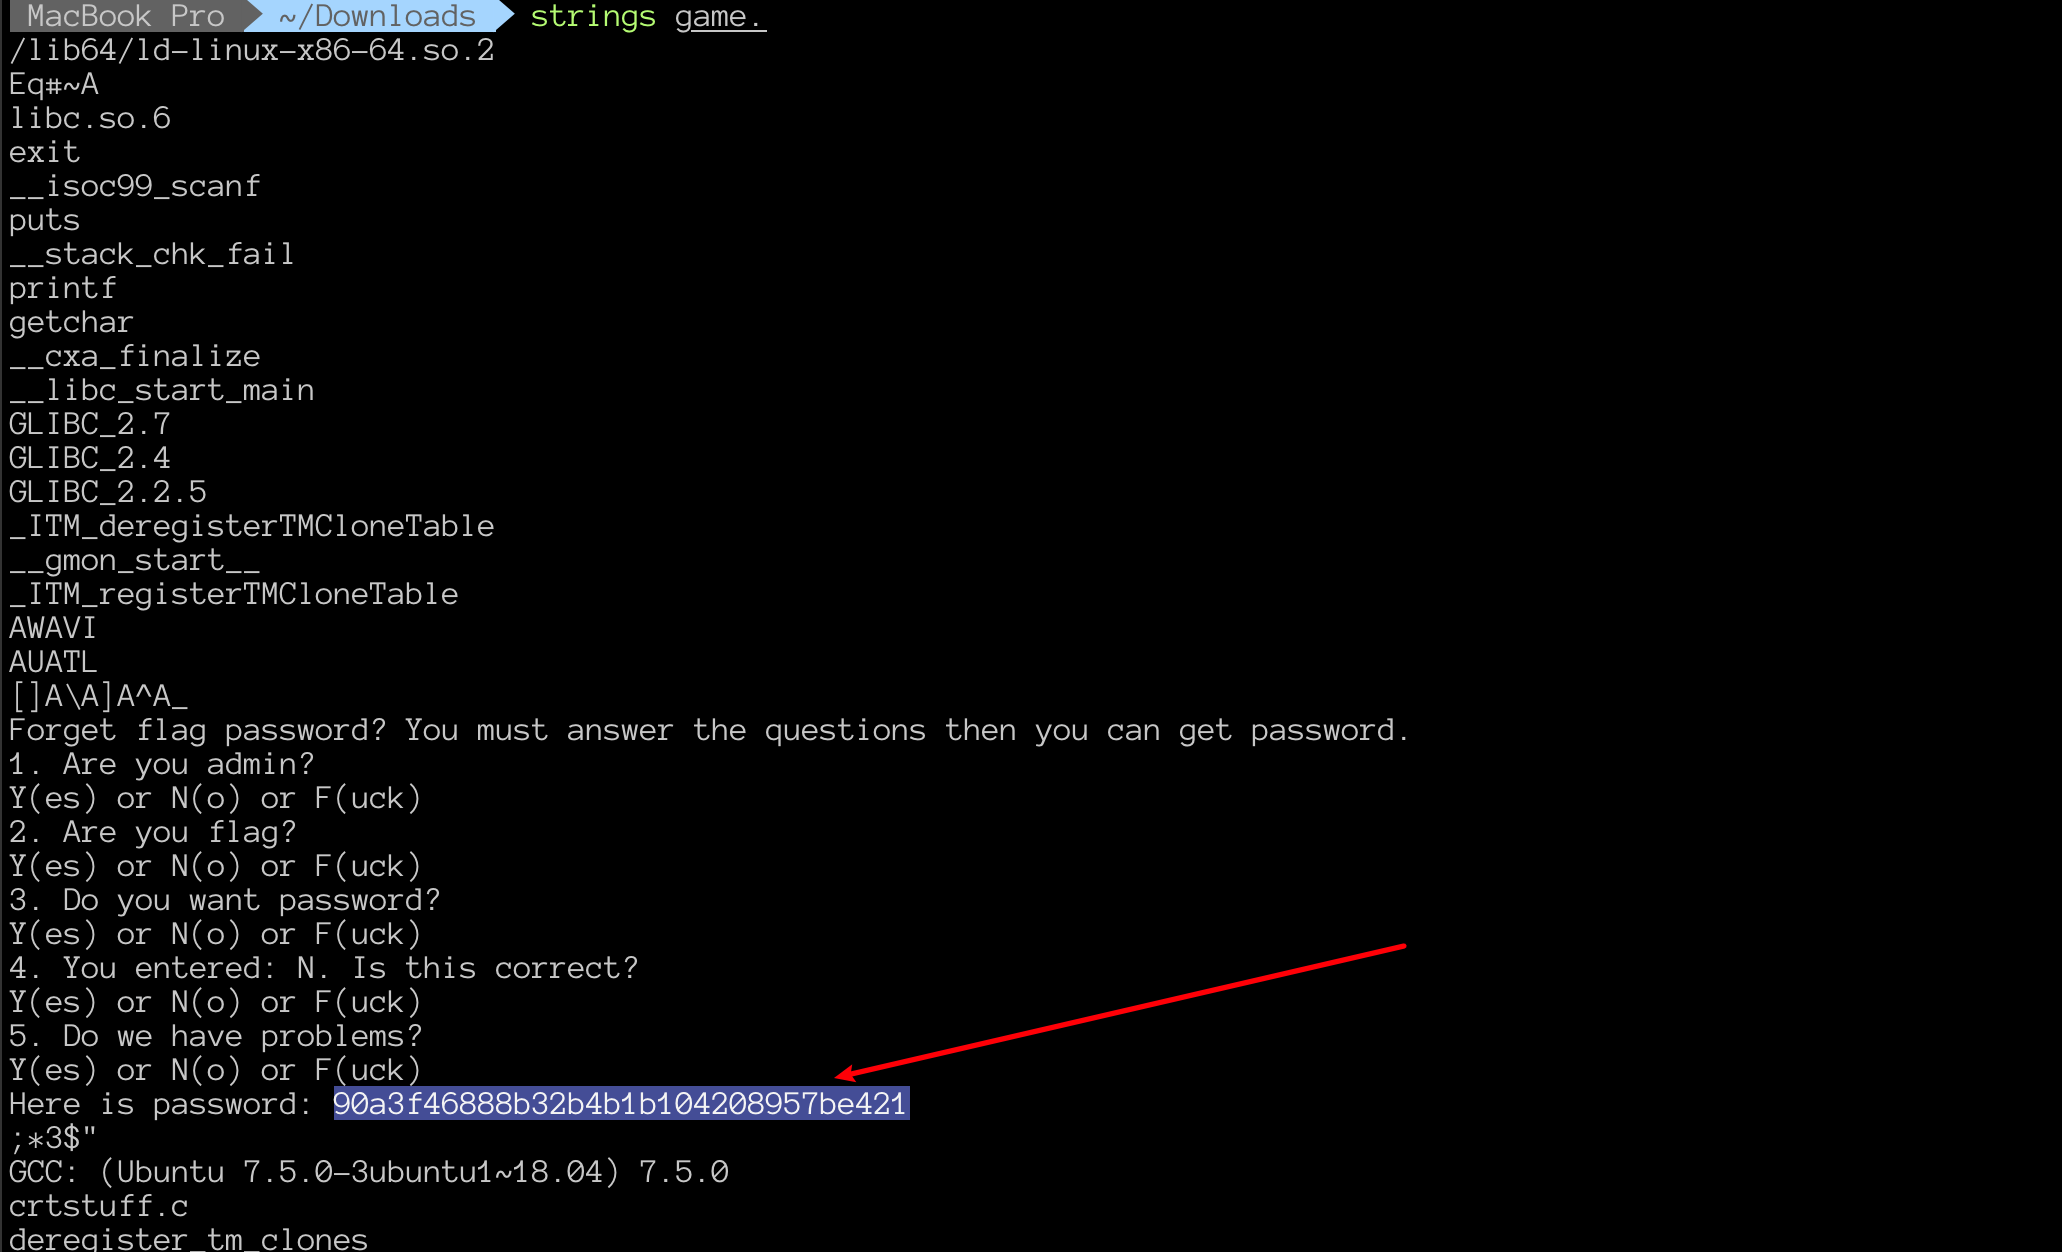 MacBook Pro ~/Downloads strings game.
/lib64/ld-linux-x86-64.so.2
Eq#~A
libc.so.6
exit
__isoc99_scanf
puts
__stack_chk_fail
printf
getchar
__cxa_finalize
__libc_start_main
GLIBC_2.7
GLIBC_2.4
GLIBC_2.2.5
_ITM_deregisterTMCloneTable
__gmon_start__
_ITM_registerTMCloneTable
AWAVI
AUATL
[]A\A]A^A_
Forget flag password? You must answer the questions then you can get password.
1. Are you admin?
Y(es) or N(o) or F(uck)
2. Are you flag?
Y(es) or N(o) or F(uck)
3. Do you want password?
Y(es) or N(o) or F(uck)
4. You entered: N. Is this correct?
Y(es) or N(o) or F(uck)
5. Do we have problems?
Y(es) or N(o) or F(uck)
Here is password: 90a3f46888b32b4b1b104208957be421
;*3$"
GCC: (Ubuntu 7.5.0-3ubuntu1~18.04) 7.5.0
crtstuff.c
deregister_tm_clones